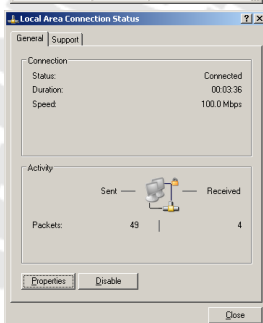 Local Area Connection Status
General Support
Connection
Status: Connected
Duration: 00:03:36
Speed: 100.0 Mbps
Activity
Sent Received
Packets: 49 4
Properties Disable
Close